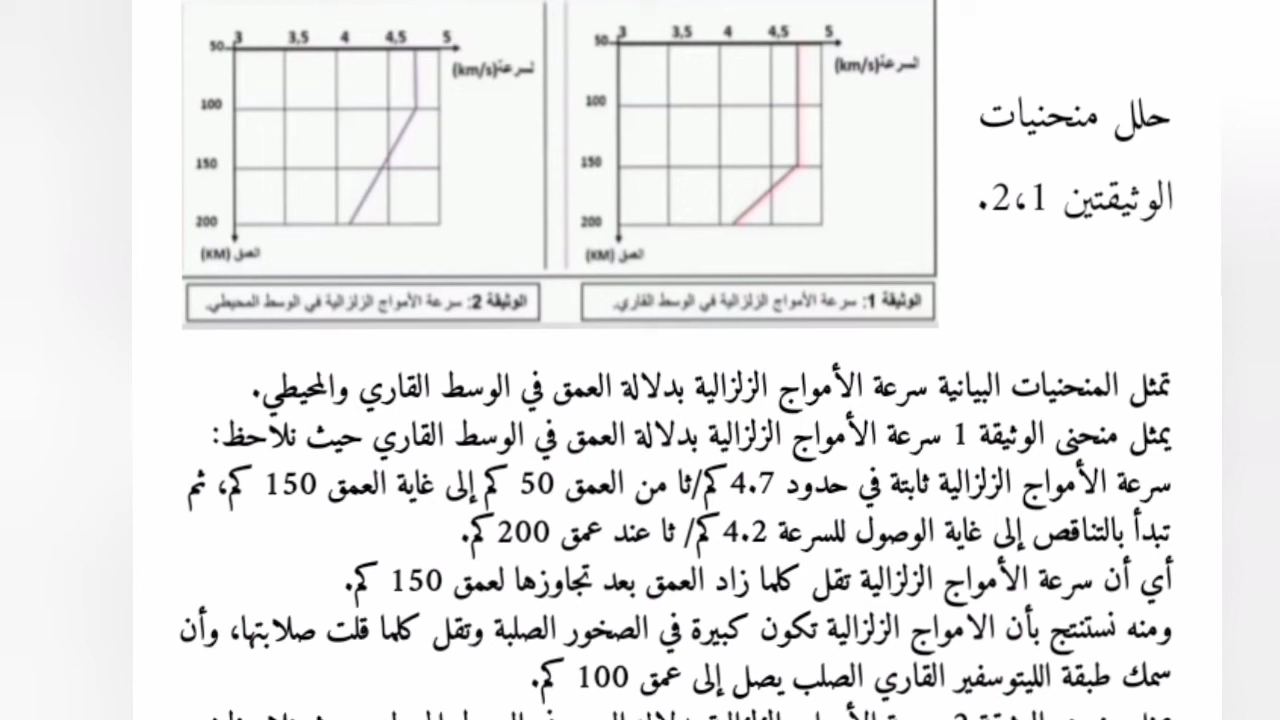 3 3,5 4 4,5 5
50
السرعة(km/s)
100
150
200
العمق (KM)
الوثيقة 1: سرعة الأمواج الزلزالية في الوسط القاري.
3 3,5 4 4,5 5
50
السرعة(km/s)
100
150
200
العمق (KM)
الوثيقة 2: سرعة الأمواج الزلزالية في الوسط المحيطي.
حلل منحنيات
الوثيقتين 1،2.
تمثل المنحنيات البيانية سرعة الأمواج الزلزالية بدلالة العمق في الوسط القاري والمحيطي.
يمثل منحنى الوثيقة 1 سرعة الأمواج الزلزالية بدلالة العمق في الوسط القاري حيث نلاحظ:
سرعة الأمواج الزلزالية ثابتة في حدود 4.7 كم/ثا من العمق 50 كم إلى غاية العمق 150 كم، ثم
تبدأ بالتناقص إلى غاية الوصول للسرعة 4.2 كم/ ثا عند عمق 200 كم.
أي أن سرعة الأمواج الزلزالية تقل كلما زاد العمق بعد تجاوزها لعمق 150 كم.
ومنه نستنتج بأن الامواج الزلزالية تكون كبيرة في الصخور الصلبة وتقل كلما قلت صلابتها، وأن
سمك طبقة الليتوسفير القاري الصلب يصل إلى عمق 100 كم.